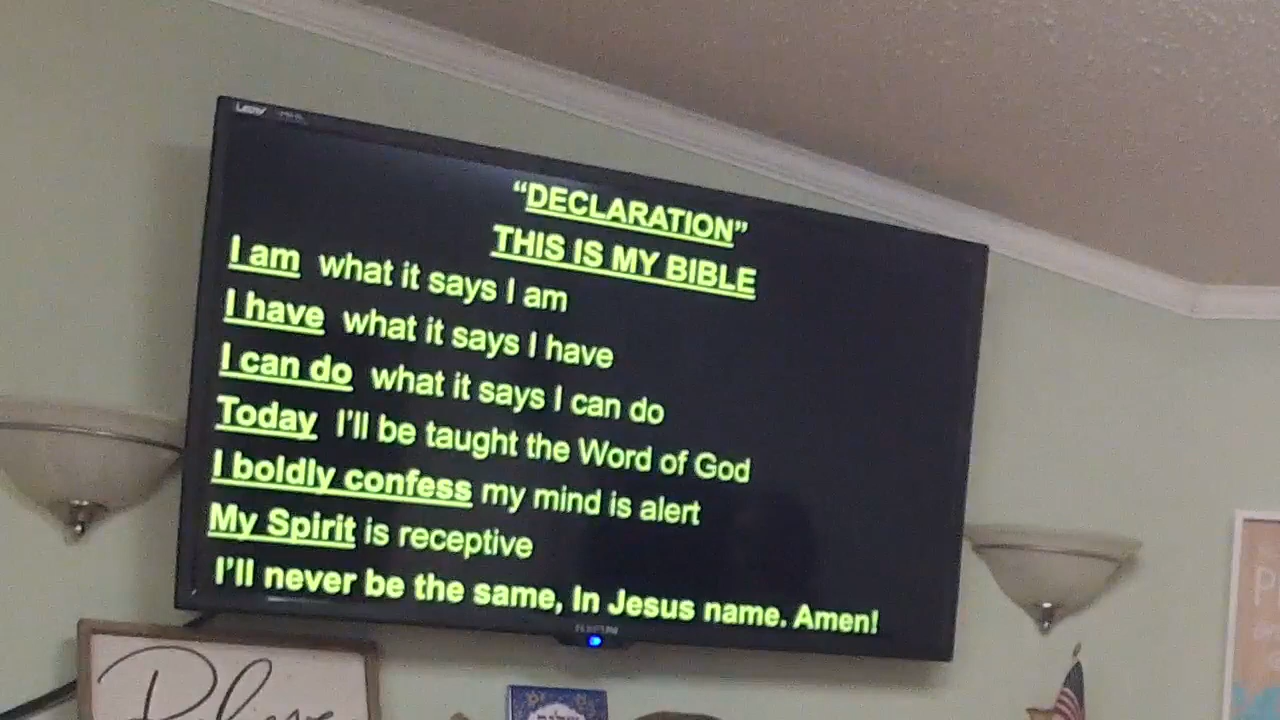 “DECLARATION”
THIS IS MY BIBLE
I am what it says I am
I have what it says I have
I can do what it says I can do
Today I’ll be taught the Word of God
I boldly confess my mind is alert
My Spirit is receptive
I’ll never be the same, In Jesus name. Amen!
Believe